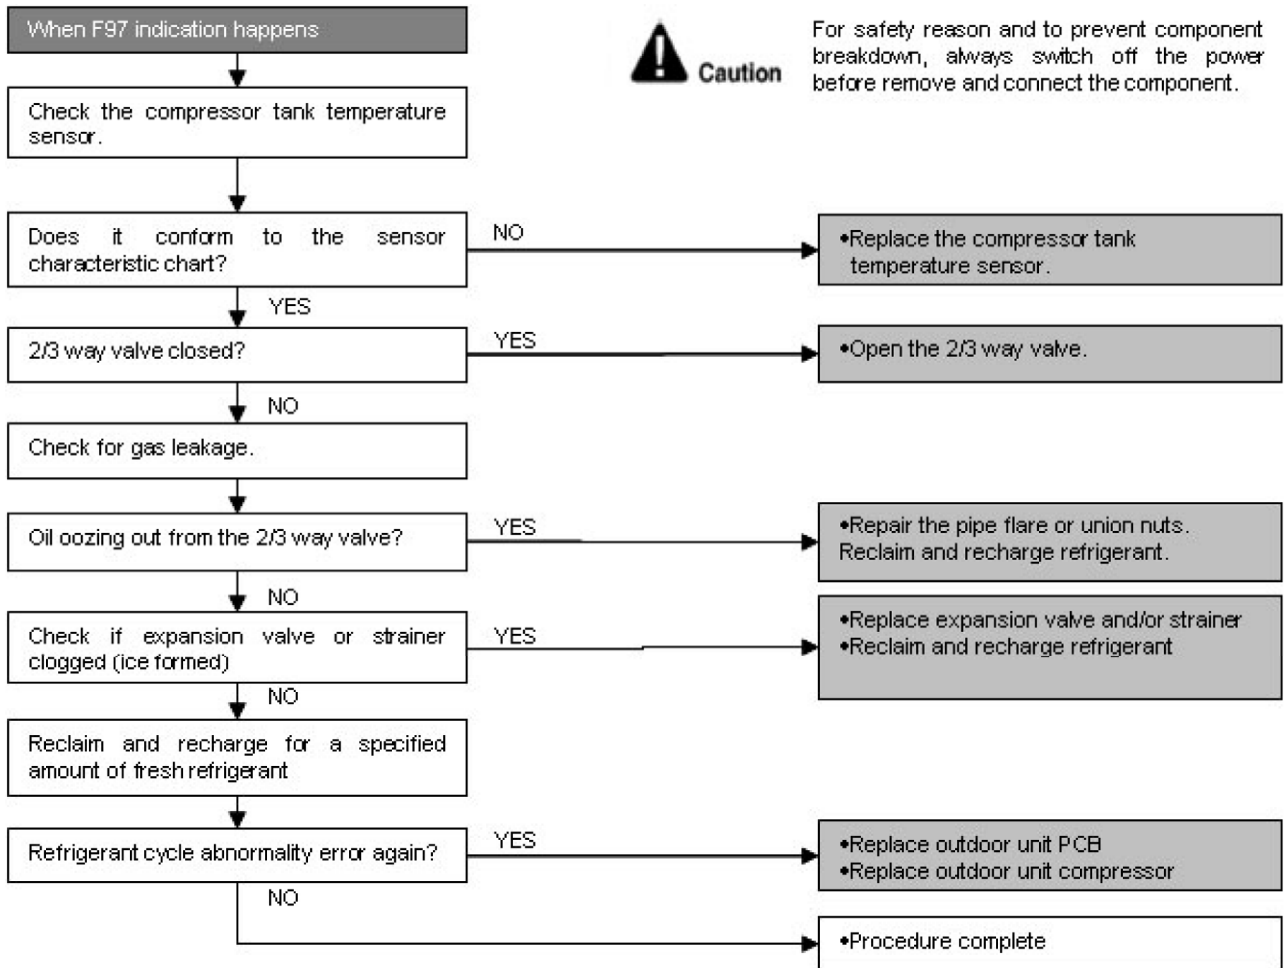 When F97 indication happens
Caution
For safety reason and to prevent component
breakdown, always switch off the power
before remove and connect the component.
Check the compressor tank temperature
sensor.
Does it conform to the sensor
characteristic chart?
NO
•Replace the compressor tank
temperature sensor.
YES
2/3 way valve closed?
YES
•Open the 2/3 way valve.
NO
Check for gas leakage.
Oil oozing out from the 2/3 way valve?
YES
•Repair the pipe flare or union nuts.
Reclaim and recharge refrigerant.
NO
Check if expansion valve or strainer
clogged (ice formed)
YES
•Replace expansion valve and/or strainer
•Reclaim and recharge refrigerant
NO
Reclaim and recharge for a specified
amount of fresh refrigerant
Refrigerant cycle abnormality error again?
YES
•Replace outdoor unit PCB
•Replace outdoor unit compressor
NO
•Procedure complete